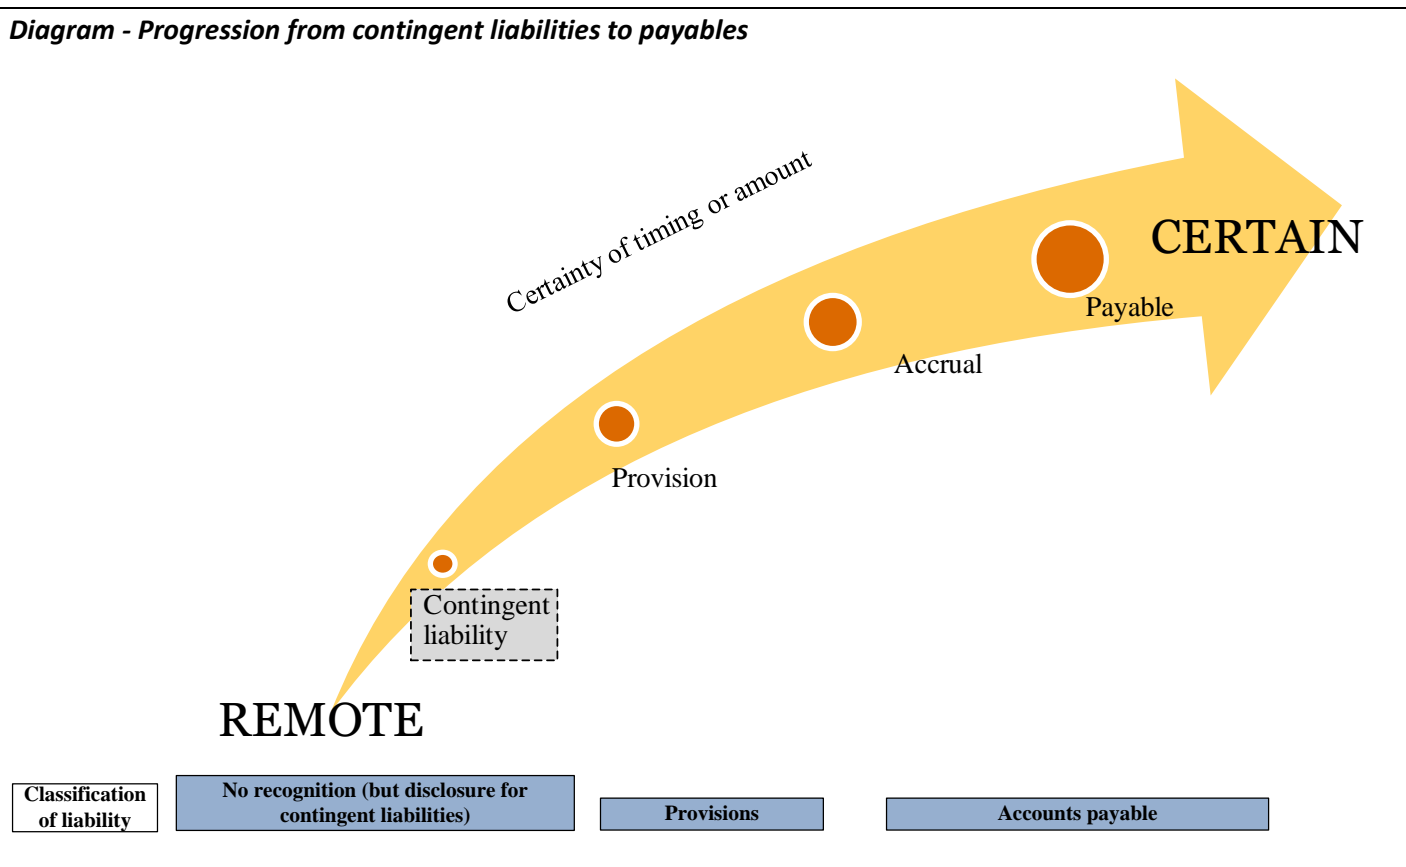 Diagram - Progression from contingent liabilities to payables
Certainty of timing or amount
CERTAIN
Payable
Accrual
Provision
Contingent
liability
REMOTE
Classification
of liability
No recognition (but disclosure for
contingent liabilities)
Provisions
Accounts payable